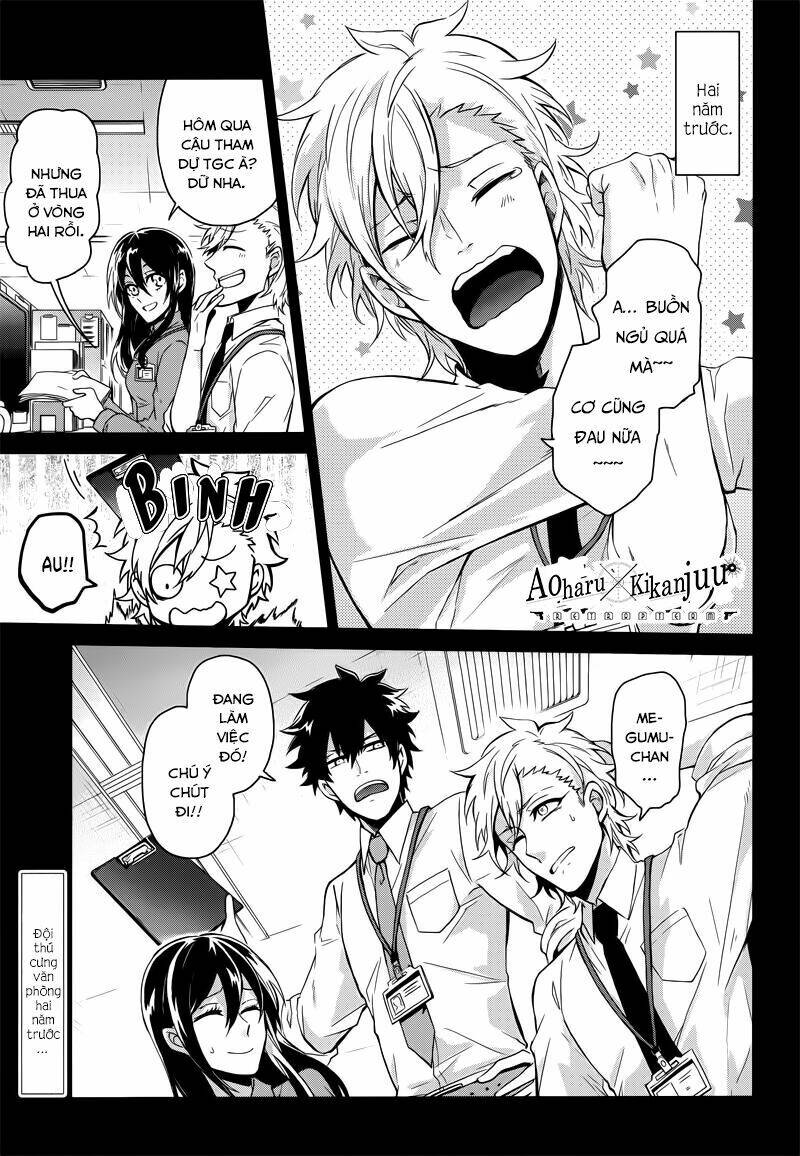 Hai
năm
trước.
A... BUỒN
NGỦ QUÁ
MÀ~~
CƠ CŨNG
ĐAU NỮA
~~~
Aoharu×Kikanjuu
HÔM QUA
CẬU THAM
DỰ TGC À?
DỮ NHA.
NHƯNG
ĐÃ THUA
Ở VÒNG
HAI RỒI.
BINH
AU!!
ME-
GUMU-
CHAN
...
ĐANG
LÀM
VIỆC
ĐÓ!
CHÚ Ý
CHÚT
ĐI!!
Đội
thú
cưng
văn
phòng
hai
năm
trước
...